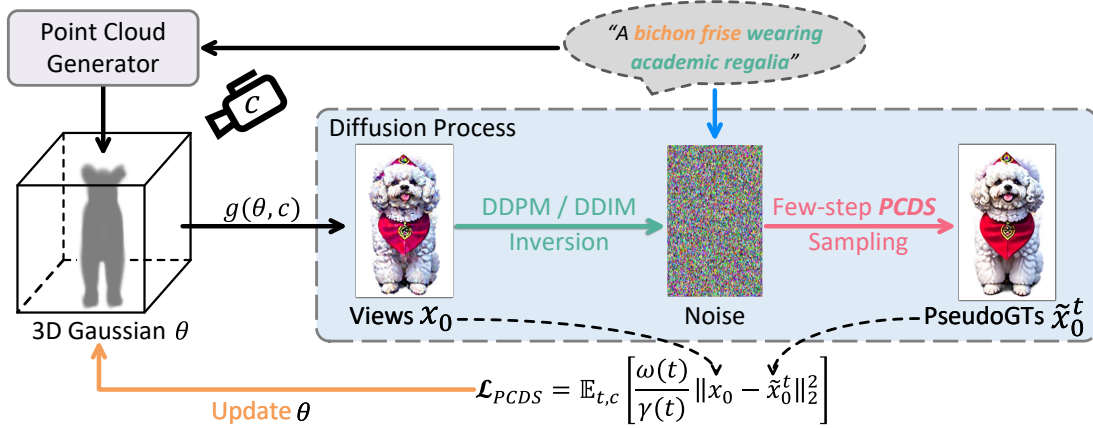 Point Cloud
Generator
“A bichon frise wearing
academic regalia”
c
Diffusion Process
g(θ, c)
DDPM / DDIM
Inversion
Few-step PCDS
Sampling
3D Gaussian θ
Views x₀
Noise
PseudoGTs x̃₀ᵗ
Update θ
𝓛_PCDS = 𝔼_{t,c} [ω(t)/γ(t) ‖x₀ − x̃₀ᵗ‖₂²]